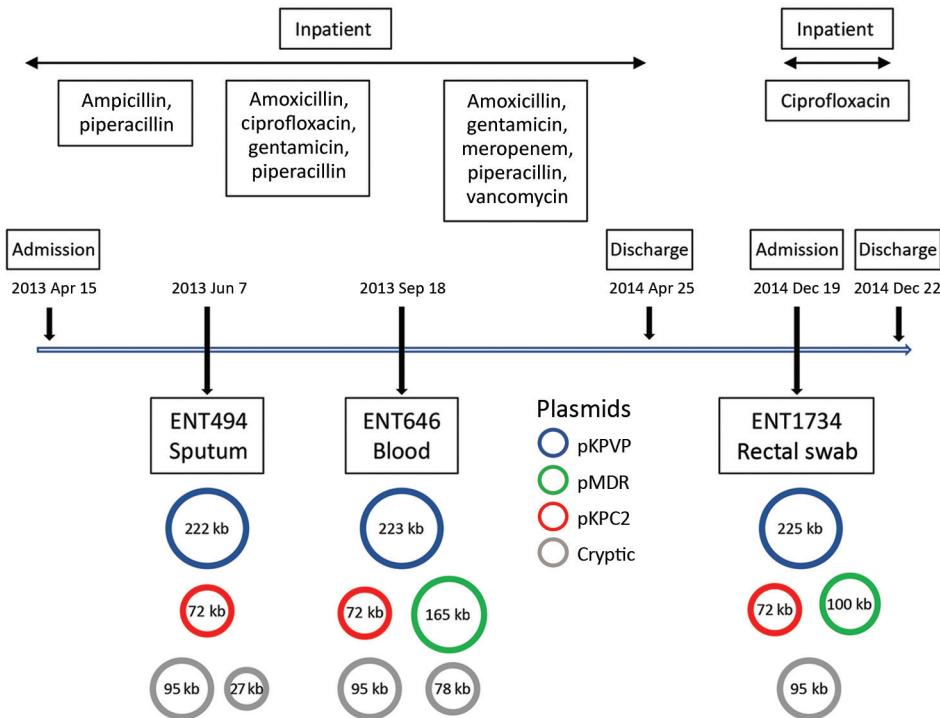 Inpatient
Inpatient
Ampicillin,
piperacillin
Amoxicillin,
ciprofloxacin,
gentamicin,
piperacillin
Amoxicillin,
gentamicin,
meropenem,
piperacillin,
vancomycin
Ciprofloxacin
Admission
Discharge
Admission
Discharge
2013 Apr 15
2013 Jun 7
2013 Sep 18
2014 Apr 25
2014 Dec 19
2014 Dec 22
ENT494
Sputum
ENT646
Blood
Plasmids
pKPVP
pMDR
pKPC2
Cryptic
ENT1734
Rectal swab
222 kb
223 kb
225 kb
72 kb
72 kb
165 kb
72 kb
100 kb
95 kb
27 kb
95 kb
78 kb
95 kb